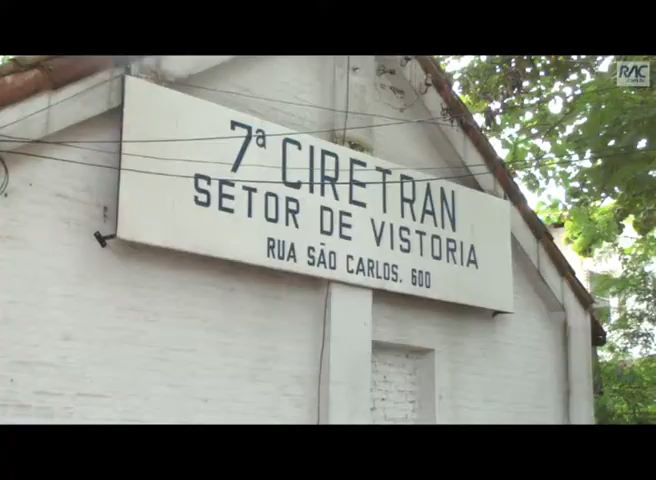 RAC
7ª CIRETRAN
SETOR DE VISTORIA
RUA SÃO CARLOS. 600